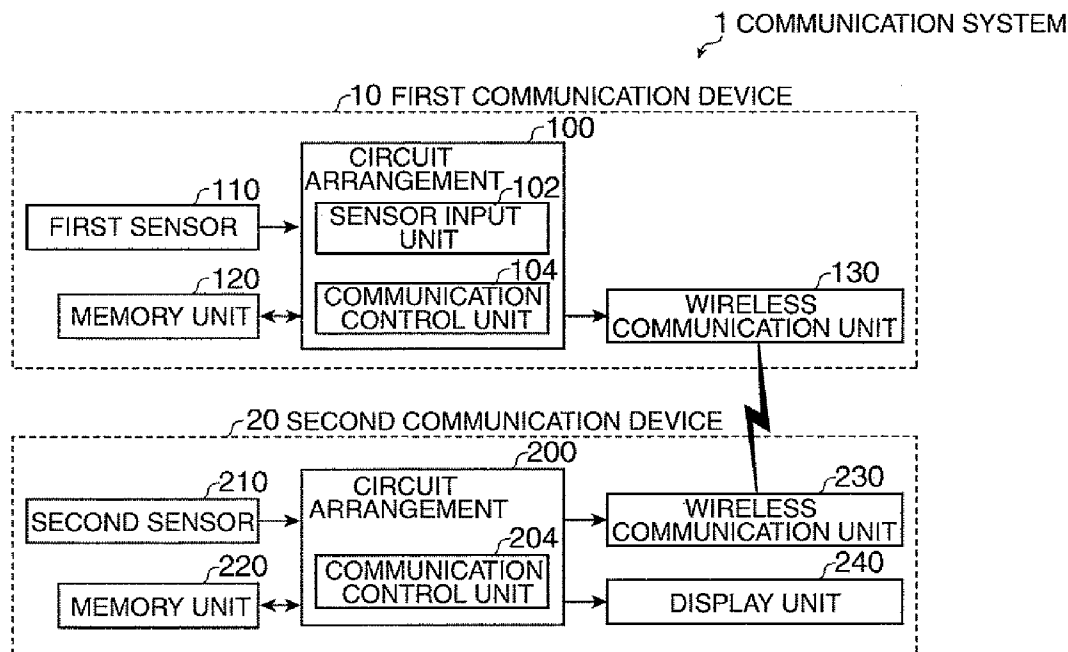 1 COMMUNICATION SYSTEM
10 FIRST COMMUNICATION DEVICE
100
CIRCUIT
ARRANGEMENT
110
FIRST SENSOR
102
SENSOR INPUT
UNIT
120
MEMORY UNIT
104
COMMUNICATION
CONTROL UNIT
130
WIRELESS
COMMUNICATION UNIT
20 SECOND COMMUNICATION DEVICE
200
CIRCUIT
ARRANGEMENT
210
SECOND SENSOR
230
WIRELESS
COMMUNICATION UNIT
220
MEMORY UNIT
204
COMMUNICATION
CONTROL UNIT
240
DISPLAY UNIT